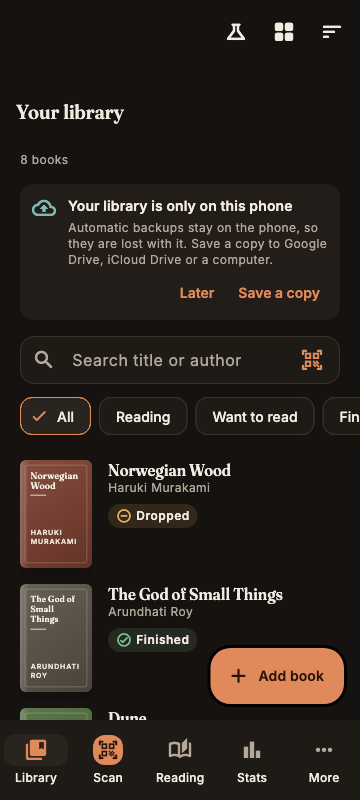 Your library
8 books
Your library is only on this phone
Automatic backups stay on the phone, so
they are lost with it. Save a copy to Google
Drive, iCloud Drive or a computer.
Later Save a copy
Search title or author
All Reading Want to read Fin
Norwegian
Wood
HARUKI
MURAKAMI
Norwegian Wood
Haruki Murakami
Dropped
The God of
Small
Things
ARUNDHATI
ROY
The God of Small Things
Arundhati Roy
Finished
Dune
Add book
Library Scan Reading Stats More